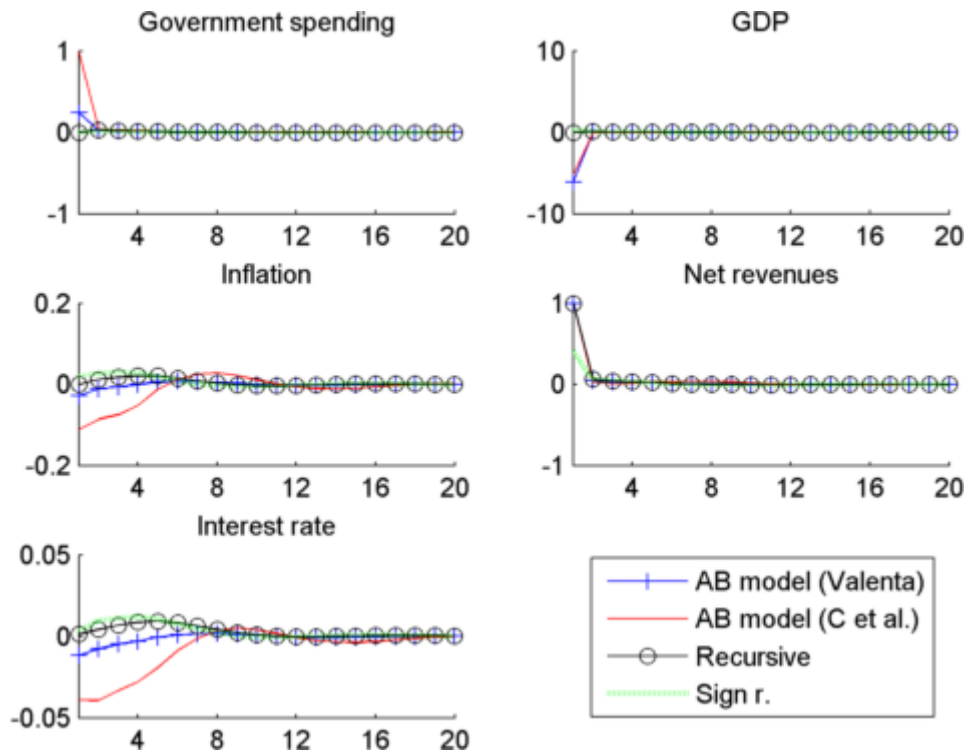 Government spending
1
0
-1
4 8 12 16 20
GDP
10
0
-10
4 8 12 16 20
Inflation
0.2
0
-0.2
4 8 12 16 20
Net revenues
1
0
-1
4 8 12 16 20
Interest rate
0.05
0
-0.05
4 8 12 16 20
AB model (Valenta)
AB model (C et al.)
Recursive
Sign r.